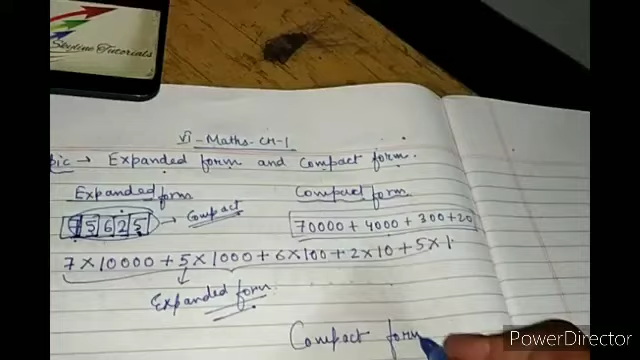 Skyline Tutorials
VI - Maths - CH-1
pic → Expanded form and Compact form.
Expanded form
Compact form
75625 → Compact
70000 + 4000 + 300 + 20
7 × 10000 + 5 × 1000 + 6 × 100 + 2 × 10 + 5 × 1
Expanded form
Compact form
PowerDirector